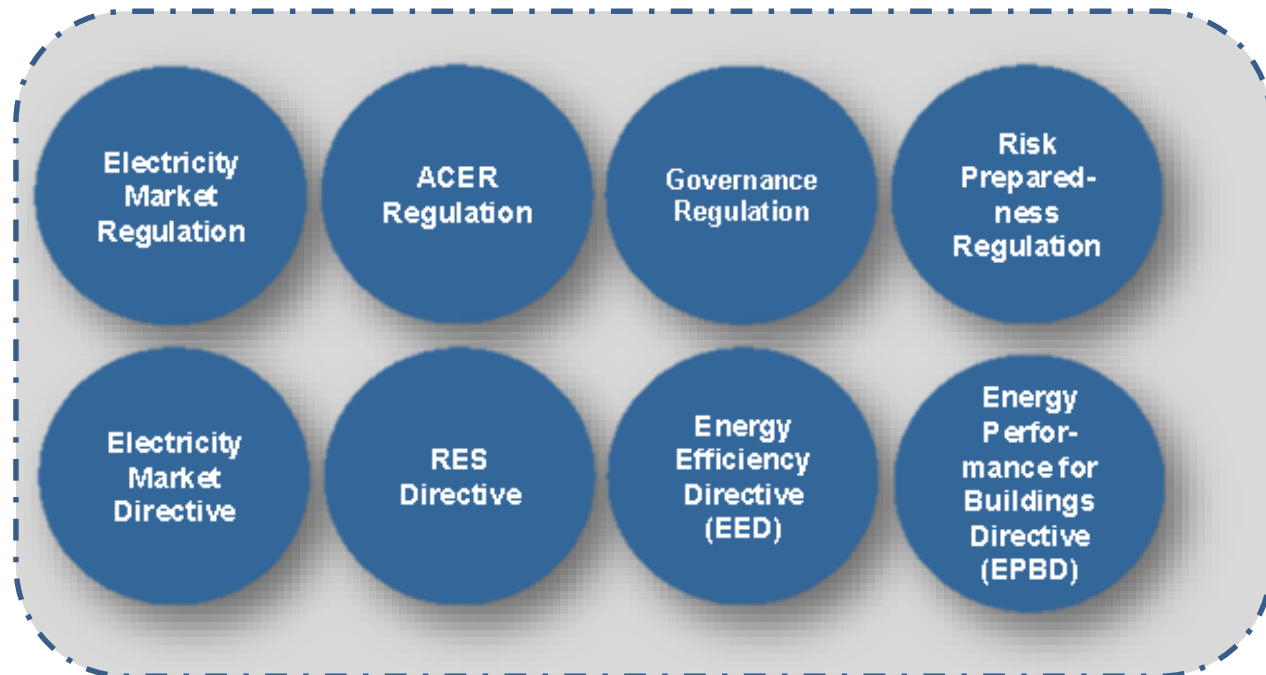 Electricity
Market
Regulation
ACER
Regulation
Governance
Regulation
Risk
Prepared-
ness
Regulation
Electricity
Market
Directive
RES
Directive
Energy
Efficiency
Directive
(EED)
Energy
Perfor-
mance for
Buildings
Directive
(EPBD)